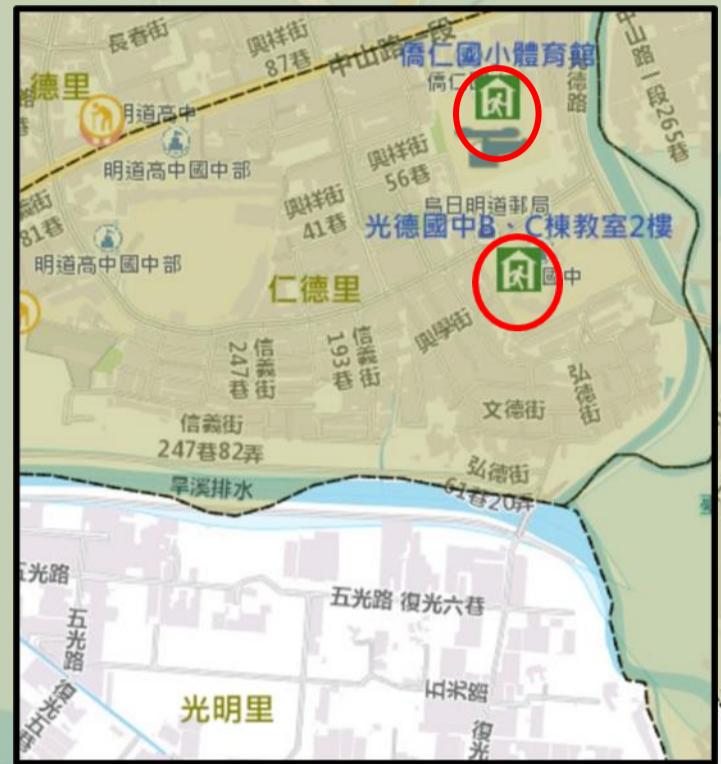 長春街
興祥街
87巷
中山路一段
僑仁國小體育館
中山路一段265巷
德里
明道高中
明道高中國中部
興祥街
56巷
烏日明道郵局
興祥街
41巷
光德國中B、C棟教室2樓
81巷
明道高中國中部
國中
仁德里
興學街
信義街
247巷
信義街
193巷
弘德街
文德街
信義街
247巷82弄
弘德街
61巷20弄
旱溪排水
五光路
五光路 復光六巷
五光路
復光五巷
五光路
光明里
復光